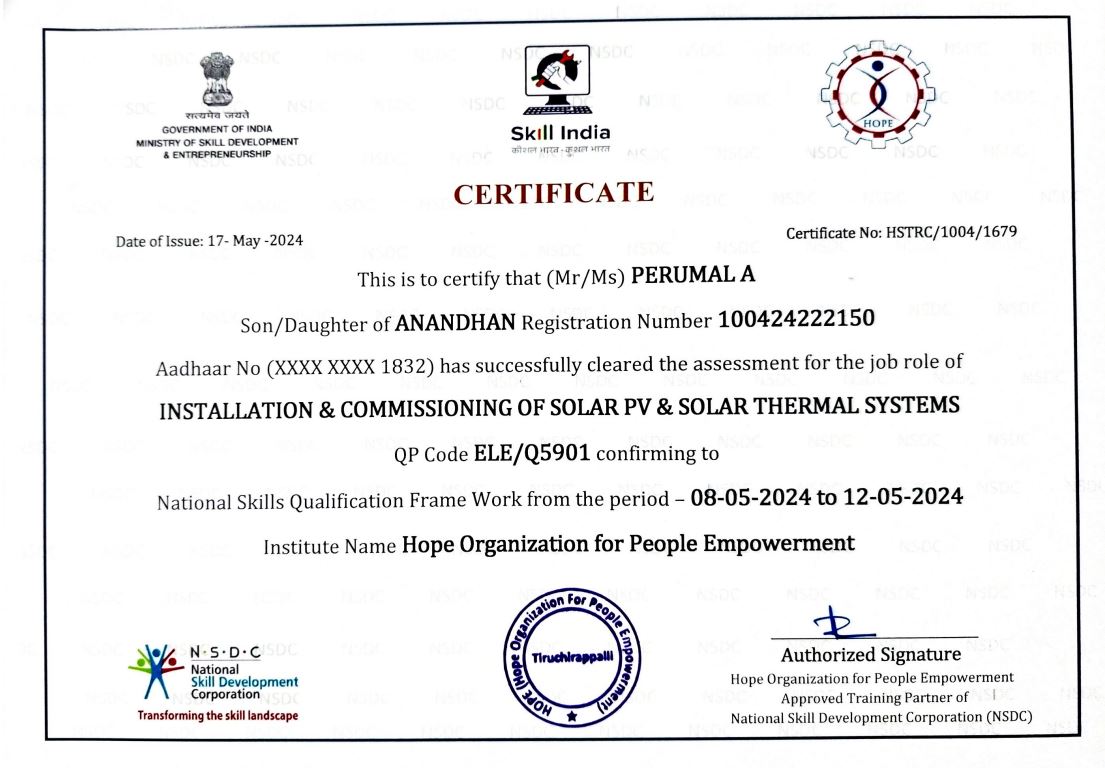 सत्यमेव जयते
GOVERNMENT OF INDIA
MINISTRY OF SKILL DEVELOPMENT
& ENTREPRENEURSHIP
Skill India
कौशल भारत - कुशल भारत
HOPE
CERTIFICATE
Date of Issue: 17- May -2024
Certificate No: HSTRC/1004/1679
This is to certify that (Mr/Ms) PERUMAL A
Son/Daughter of ANANDHAN Registration Number 100424222150
Aadhaar No (XXXX XXXX 1832) has successfully cleared the assessment for the job role of
INSTALLATION & COMMISSIONING OF SOLAR PV & SOLAR THERMAL SYSTEMS
QP Code ELE/Q5901 confirming to
National Skills Qualification Frame Work from the period – 08-05-2024 to 12-05-2024
Institute Name Hope Organization for People Empowerment
N·S·D·C
National
Skill Development
Corporation
Transforming the skill landscape
HOPE (Hope Organization For People Empowerment)
Tiruchirappalli
Authorized Signature
Hope Organization for People Empowerment
Approved Training Partner of
National Skill Development Corporation (NSDC)